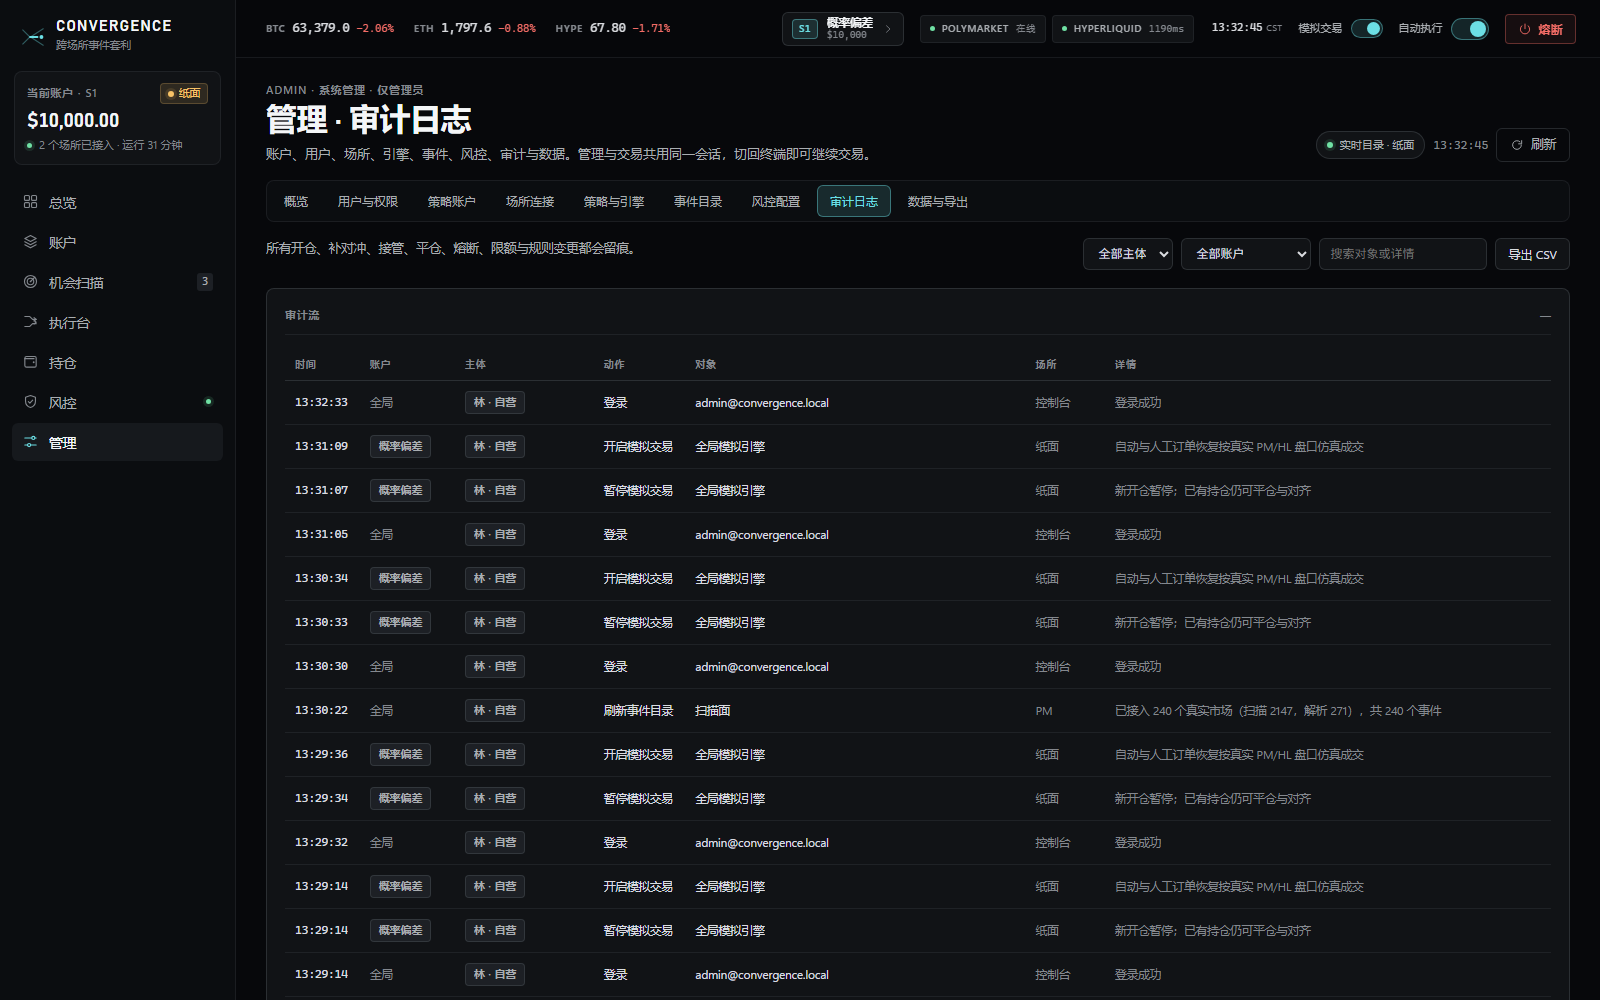 CONVERGENCE
跨场所事件套利
当前账户 · S1
纸面
$10,000.00
2 个场所已接入 · 运行 31 分钟
总览
账户
机会扫描
3
执行台
持仓
风控
管理
BTC 63,379.0 −2.06% ETH 1,797.6 −0.88% HYPE 67.80 −1.71%
S1 概率偏差
$10,000
POLYMARKET 在线
HYPERLIQUID 1190ms
13:32:45 CST
模拟交易
自动执行
熔断
ADMIN · 系统管理 · 仅管理员
管理 · 审计日志
账户、用户、场所、引擎、事件、风控、审计与数据。管理与交易共用同一会话，切回终端即可继续交易。
实时目录 · 纸面
13:32:45
刷新
概览 用户与权限 策略账户 场所连接 策略与引擎 事件目录 风控配置 审计日志 数据与导出
所有开仓、补对冲、接管、平仓、熔断、限额与规则变更都会留痕。
全部主体
全部账户
搜索对象或详情
导出 CSV
审计流 —
时间 账户 主体 动作 对象 场所 详情
13:32:33 全局 林 · 自营 登录 admin@convergence.local 控制台 登录成功
13:31:09 概率偏差 林 · 自营 开启模拟交易 全局模拟引擎 纸面 自动与人工订单恢复按真实 PM/HL 盘口仿真成交
13:31:07 概率偏差 林 · 自营 暂停模拟交易 全局模拟引擎 纸面 新开仓暂停；已有持仓仍可平仓与对齐
13:31:05 全局 林 · 自营 登录 admin@convergence.local 控制台 登录成功
13:30:34 概率偏差 林 · 自营 开启模拟交易 全局模拟引擎 纸面 自动与人工订单恢复按真实 PM/HL 盘口仿真成交
13:30:33 概率偏差 林 · 自营 暂停模拟交易 全局模拟引擎 纸面 新开仓暂停；已有持仓仍可平仓与对齐
13:30:30 全局 林 · 自营 登录 admin@convergence.local 控制台 登录成功
13:30:22 全局 林 · 自营 刷新事件目录 扫描面 PM 已接入 240 个真实市场（扫描 2147，解析 271），共 240 个事件
13:29:36 概率偏差 林 · 自营 开启模拟交易 全局模拟引擎 纸面 自动与人工订单恢复按真实 PM/HL 盘口仿真成交
13:29:34 概率偏差 林 · 自营 暂停模拟交易 全局模拟引擎 纸面 新开仓暂停；已有持仓仍可平仓与对齐
13:29:32 全局 林 · 自营 登录 admin@convergence.local 控制台 登录成功
13:29:14 概率偏差 林 · 自营 开启模拟交易 全局模拟引擎 纸面 自动与人工订单恢复按真实 PM/HL 盘口仿真成交
13:29:14 概率偏差 林 · 自营 暂停模拟交易 全局模拟引擎 纸面 新开仓暂停；已有持仓仍可平仓与对齐
13:29:14 全局 林 · 自营 登录 admin@convergence.local 控制台 登录成功